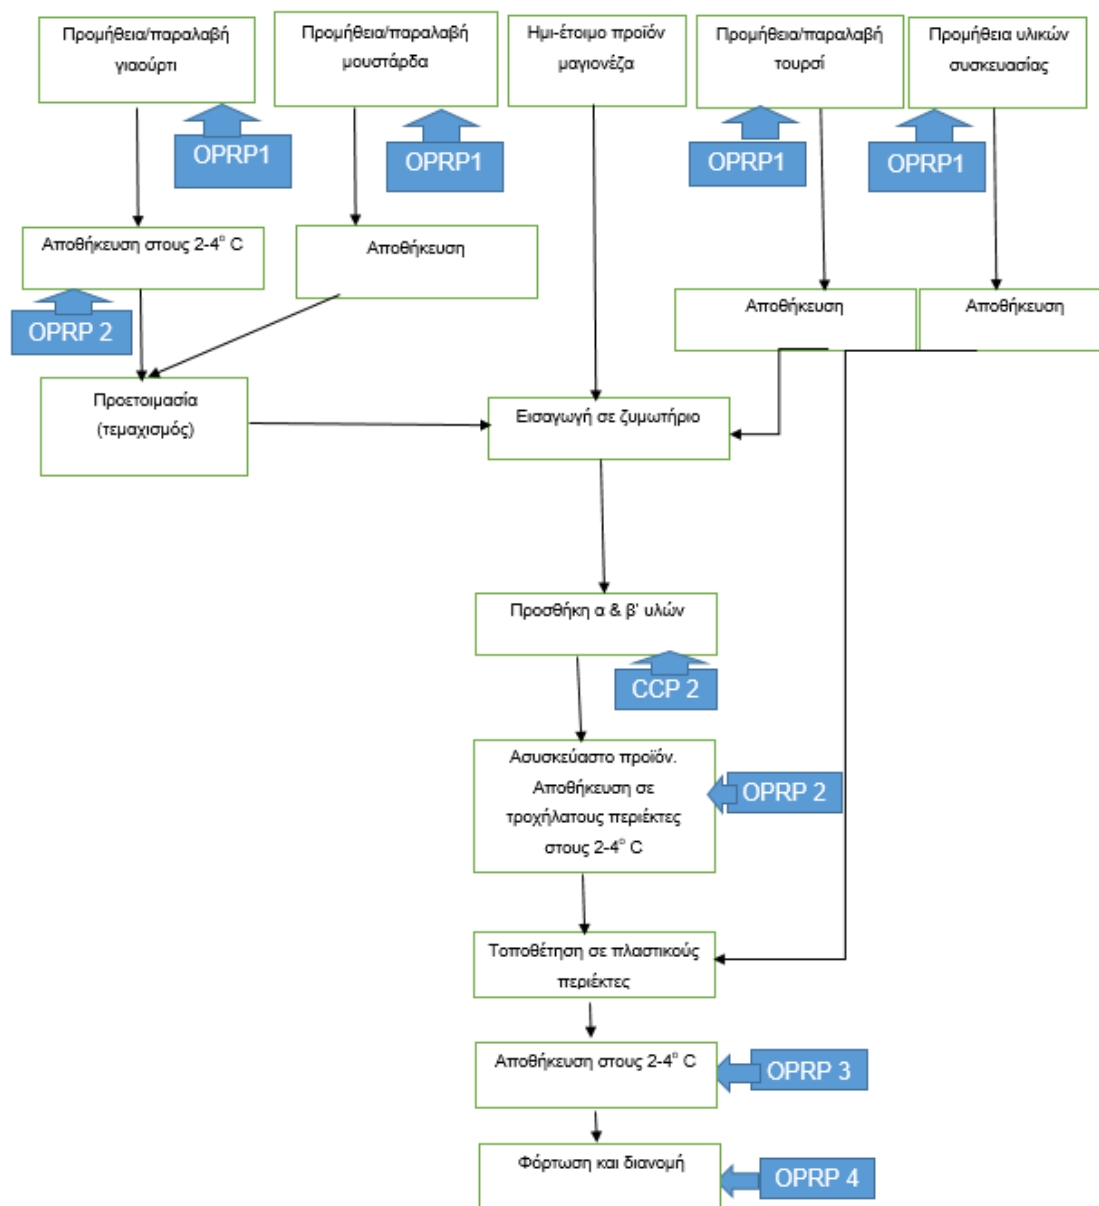 Προμήθεια/παραλαβή
γιαούρτι
Προμήθεια/παραλαβή
μουστάρδα
Ημι-έτοιμο προϊόν
μαγιονέζα
Προμήθεια/παραλαβή
τουρσί
Προμήθεια υλικών
συσκευασίας
OPRP1
OPRP1
OPRP1
OPRP1
Αποθήκευση στους 2-4° C
Αποθήκευση
Αποθήκευση
Αποθήκευση
OPRP 2
Προετοιμασία
(τεμαχισμός)
Εισαγωγή σε ζυμωτήριο
Προσθήκη α & β' υλών
CCP 2
Ασυσκεύαστο προϊόν.
Αποθήκευση σε
τροχήλατους περιέκτες
στους 2-4° C
OPRP 2
Τοποθέτηση σε πλαστικούς
περιέκτες
Αποθήκευση στους 2-4° C
OPRP 3
Φόρτωση και διανομή
OPRP 4